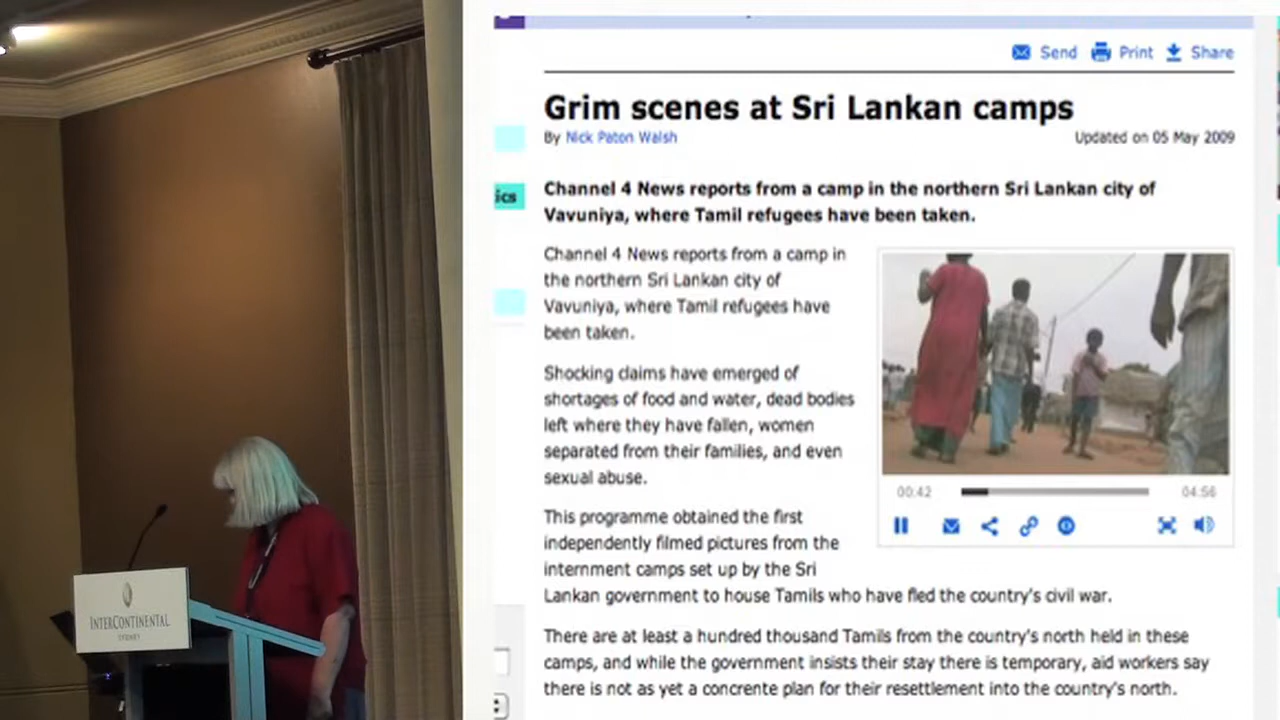 Send Print Share
Grim scenes at Sri Lankan camps
By Nick Paton Walsh
Updated on 05 May 2009
ics
Channel 4 News reports from a camp in the northern Sri Lankan city of
Vavuniya, where Tamil refugees have been taken.
Channel 4 News reports from a camp in
the northern Sri Lankan city of
Vavuniya, where Tamil refugees have
been taken.
Shocking claims have emerged of
shortages of food and water, dead bodies
left where they have fallen, women
separated from their families, and even
sexual abuse.
00:42
04:56
This programme obtained the first
independently filmed pictures from the
internment camps set up by the Sri
Lankan government to house Tamils who have fled the country's civil war.
There are at least a hundred thousand Tamils from the country's north held in these
camps, and while the government insists their stay there is temporary, aid workers say
there is not as yet a concrente plan for their resettlement into the country's north.
INTERCONTINENTAL
SYDNEY